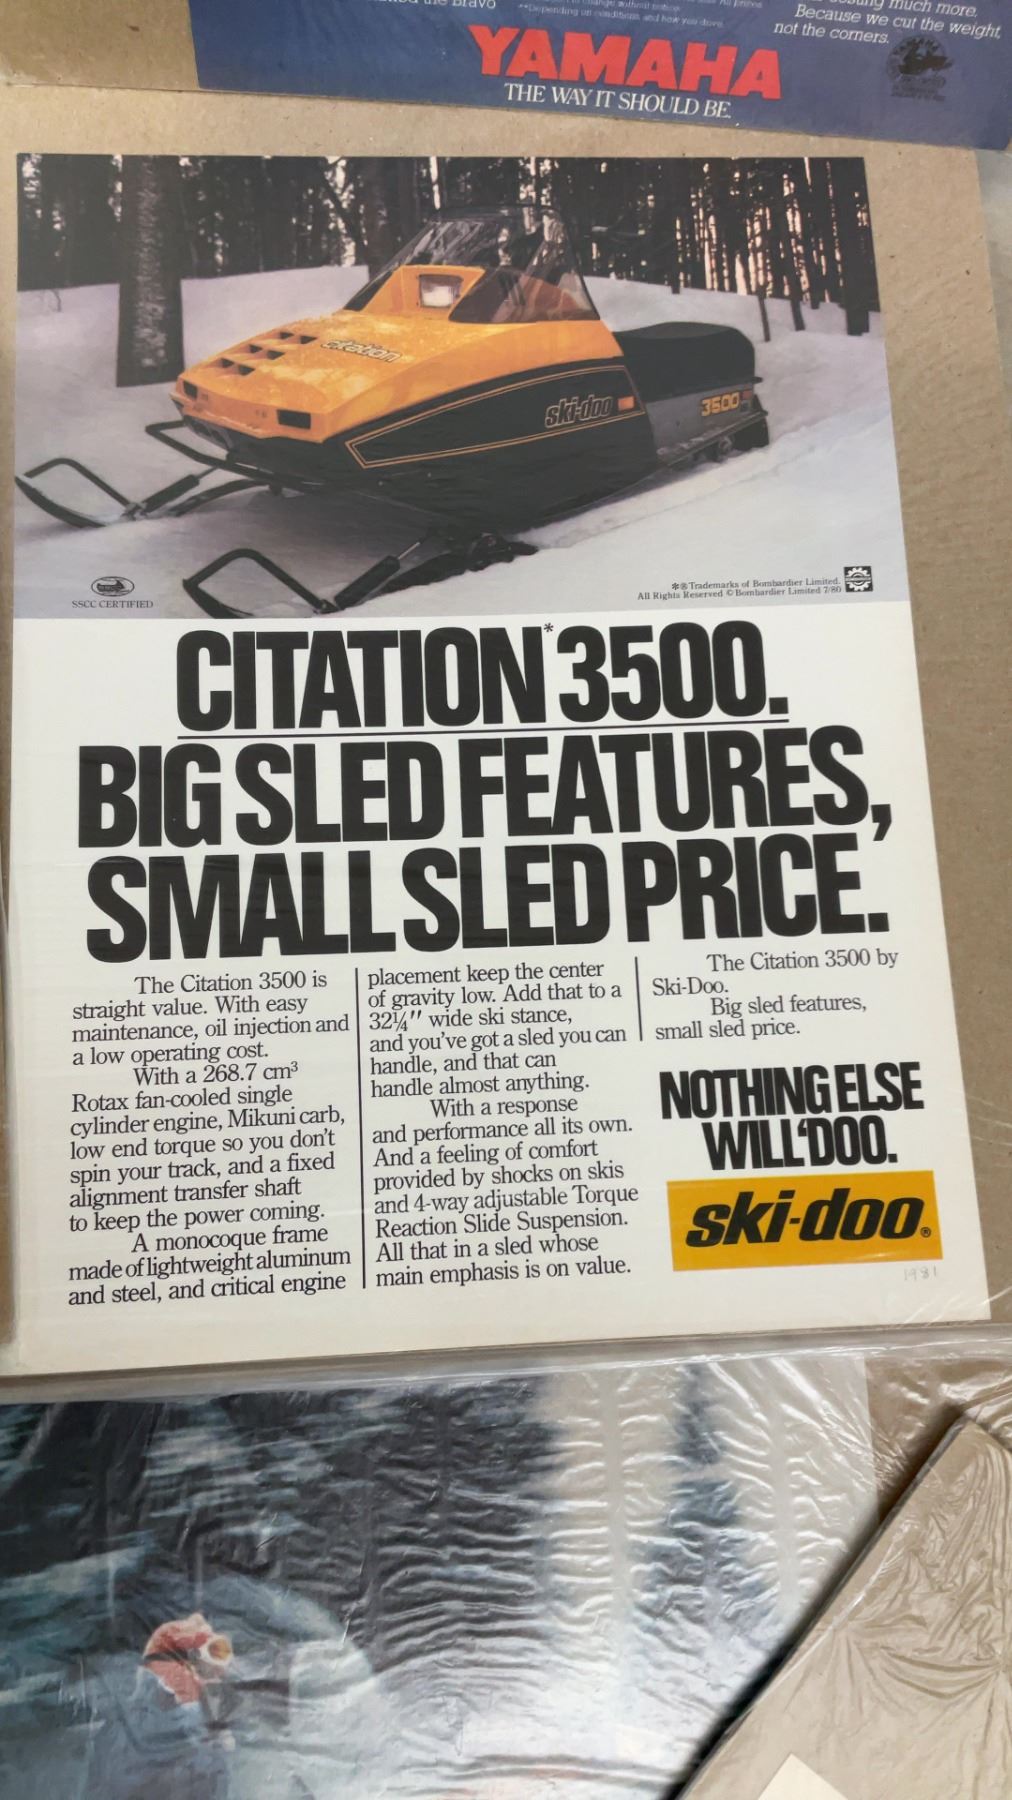 much more.
Because we cut the weight,
not the corners.
YAMAHA
THE WAY IT SHOULD BE.
citation
ski-doo
3500
SSCC CERTIFIED
*®Trademarks of Bombardier Limited.
All Rights Reserved ©Bombardier Limited 7/80
CITATION* 3500.
BIG SLED FEATURES,
SMALL SLED PRICE.
The Citation 3500 is
straight value. With easy
maintenance, oil injection and
a low operating cost.
With a 268.7 cm³
Rotax fan-cooled single
cylinder engine, Mikuni carb,
low end torque so you don't
spin your track, and a fixed
alignment transfer shaft
to keep the power coming.
A monocoque frame
made of lightweight aluminum
and steel, and critical engine
placement keep the center
of gravity low. Add that to a
32¼″ wide ski stance,
and you've got a sled you can
handle, and that can
handle almost anything.
With a response
and performance all its own.
And a feeling of comfort
provided by shocks on skis
and 4-way adjustable Torque
Reaction Slide Suspension.
All that in a sled whose
main emphasis is on value.
The Citation 3500 by
Ski-Doo.
Big sled features,
small sled price.
NOTHING ELSE
WILL 'DOO.
ski-doo®
1981